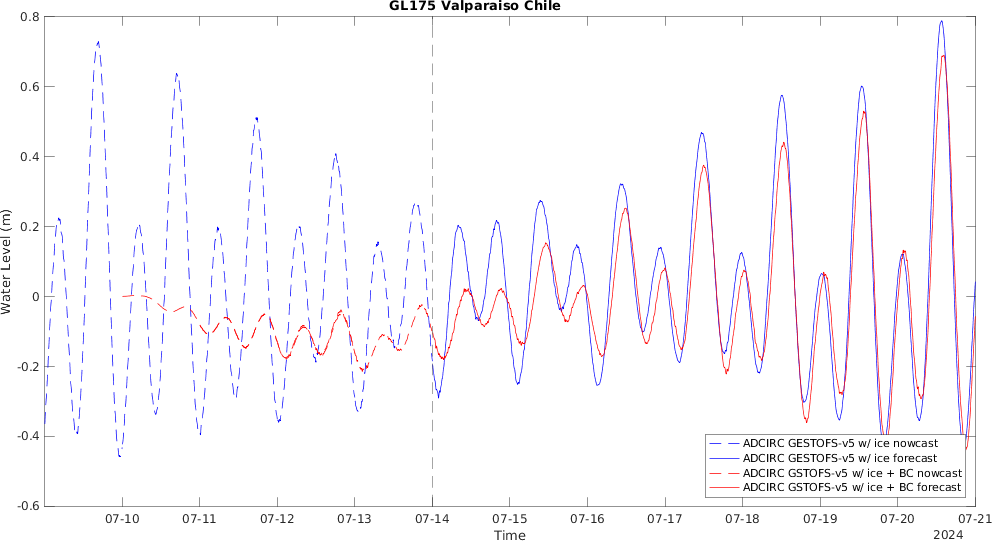 GL175 Valparaiso Chile
Water Level (m)
0.8
0.6
0.4
0.2
0
-0.2
-0.4
-0.6
07-10 07-11 07-12 07-13 07-14 07-15 07-16 07-17 07-18 07-19 07-20 07-21
Time
2024
ADCIRC GESTOFS-v5 w/ ice nowcast
ADCIRC GESTOFS-v5 w/ ice forecast
ADCIRC GSTOFS-v5 w/ ice + BC nowcast
ADCIRC GSTOFS-v5 w/ ice + BC forecast